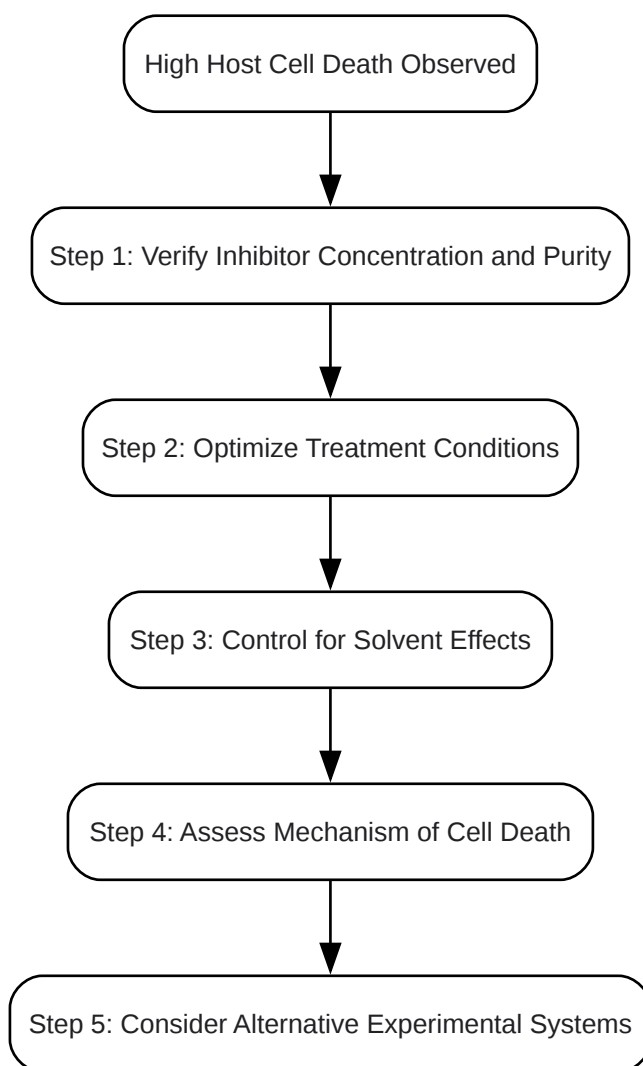 High Host Cell Death Observed
Step 1: Verify Inhibitor Concentration and Purity
Step 2: Optimize Treatment Conditions
Step 3: Control for Solvent Effects
Step 4: Assess Mechanism of Cell Death
Step 5: Consider Alternative Experimental Systems